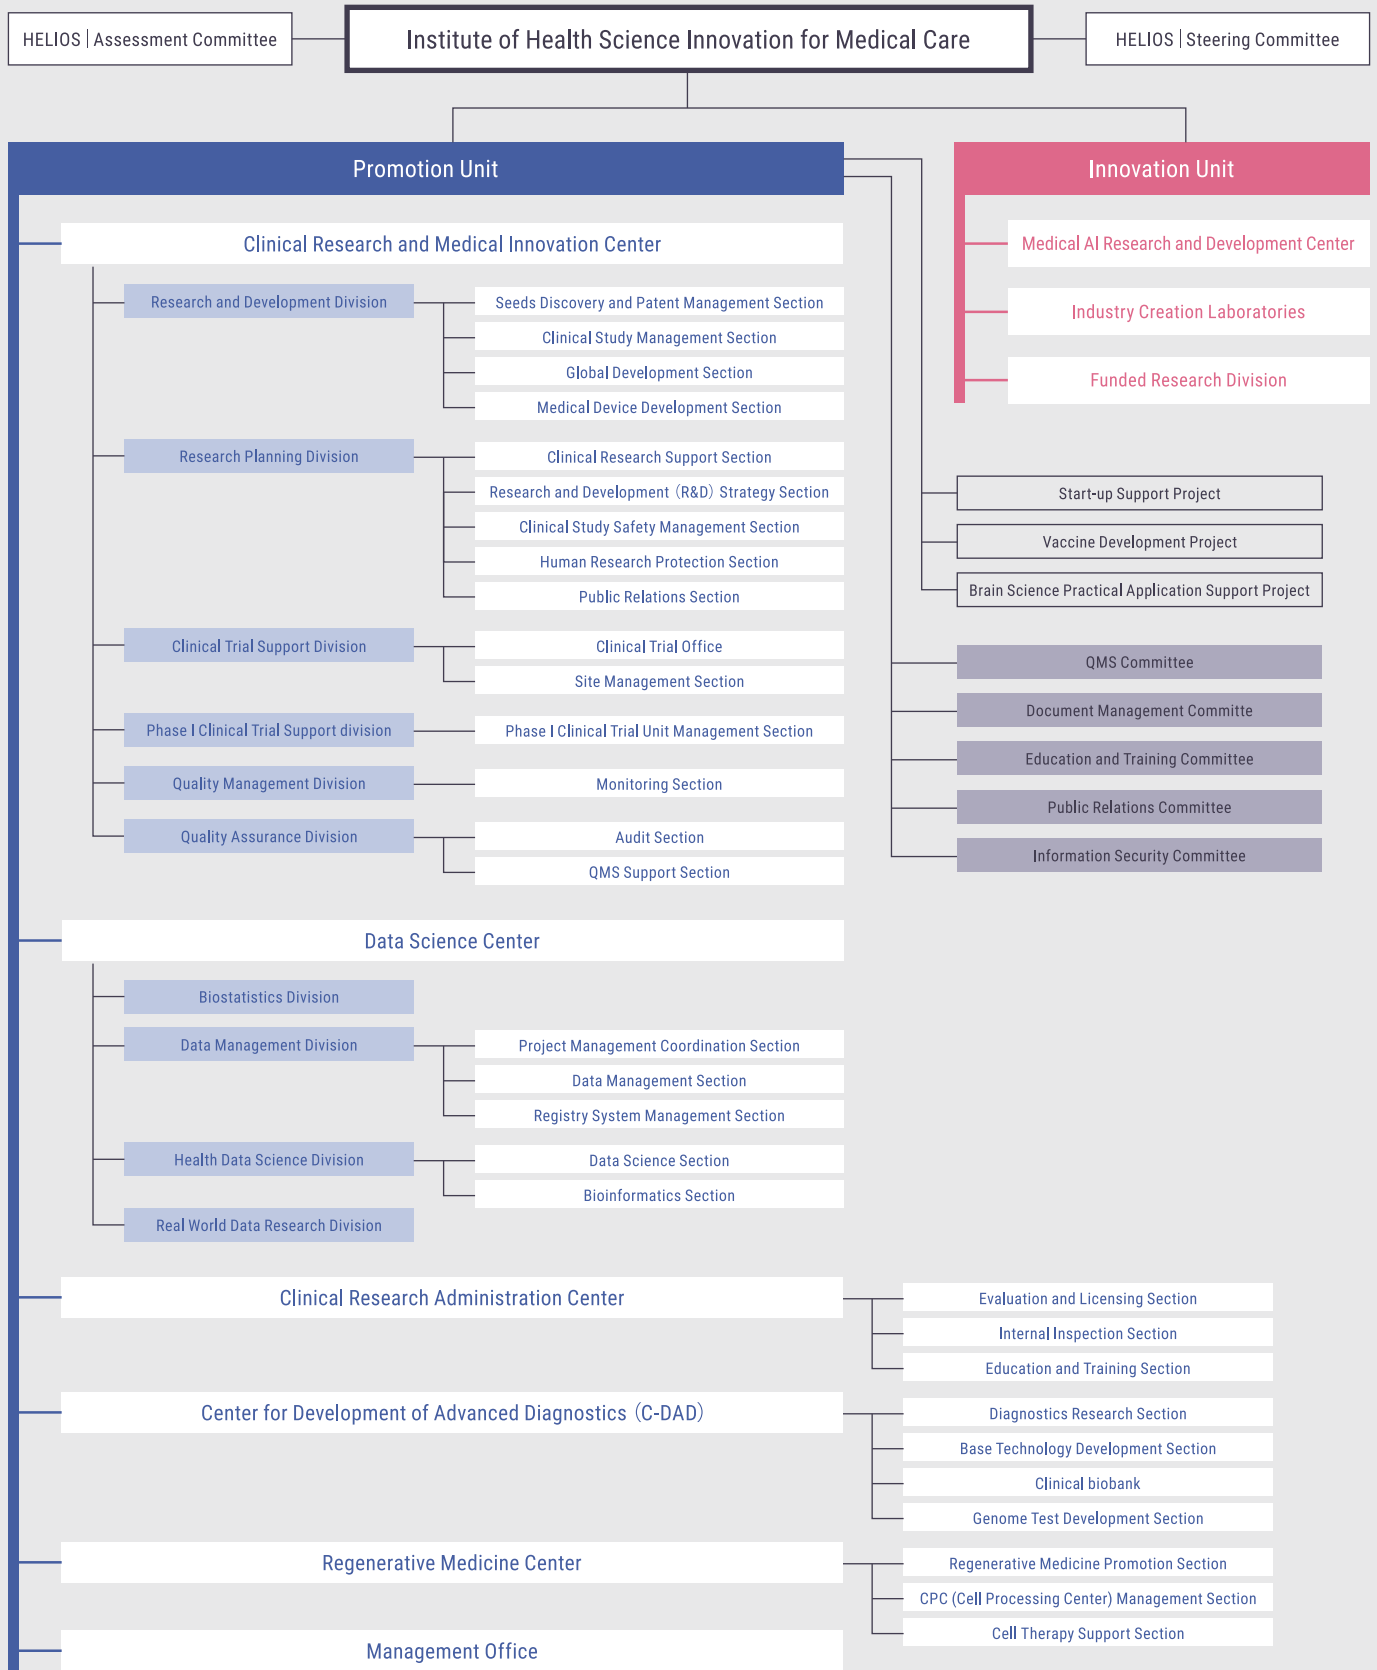 HELIOS | Assessment Committee
Institute of Health Science Innovation for Medical Care
HELIOS | Steering Committee
Promotion Unit
Clinical Research and Medical Innovation Center
Research and Development Division
Seeds Discovery and Patent Management Section
Clinical Study Management Section
Global Development Section
Medical Device Development Section
Research Planning Division
Clinical Research Support Section
Research and Development (R&D) Strategy Section
Clinical Study Safety Management Section
Human Research Protection Section
Public Relations Section
Clinical Trial Support Division
Clinical Trial Office
Site Management Section
Phase I Clinical Trial Support division
Phase I Clinical Trial Unit Management Section
Quality Management Division
Monitoring Section
Quality Assurance Division
Audit Section
QMS Support Section
Data Science Center
Biostatistics Division
Data Management Division
Project Management Coordination Section
Data Management Section
Registry System Management Section
Health Data Science Division
Data Science Section
Bioinformatics Section
Real World Data Research Division
Clinical Research Administration Center
Evaluation and Licensing Section
Internal Inspection Section
Education and Training Section
Center for Development of Advanced Diagnostics (C-DAD)
Diagnostics Research Section
Base Technology Development Section
Clinical biobank
Genome Test Development Section
Regenerative Medicine Center
Regenerative Medicine Promotion Section
CPC (Cell Processing Center) Management Section
Cell Therapy Support Section
Management Office
Innovation Unit
Medical AI Research and Development Center
Industry Creation Laboratories
Funded Research Division
Start-up Support Project
Vaccine Development Project
Brain Science Practical Application Support Project
QMS Committee
Document Management Committe
Education and Training Committee
Public Relations Committee
Information Security Committee